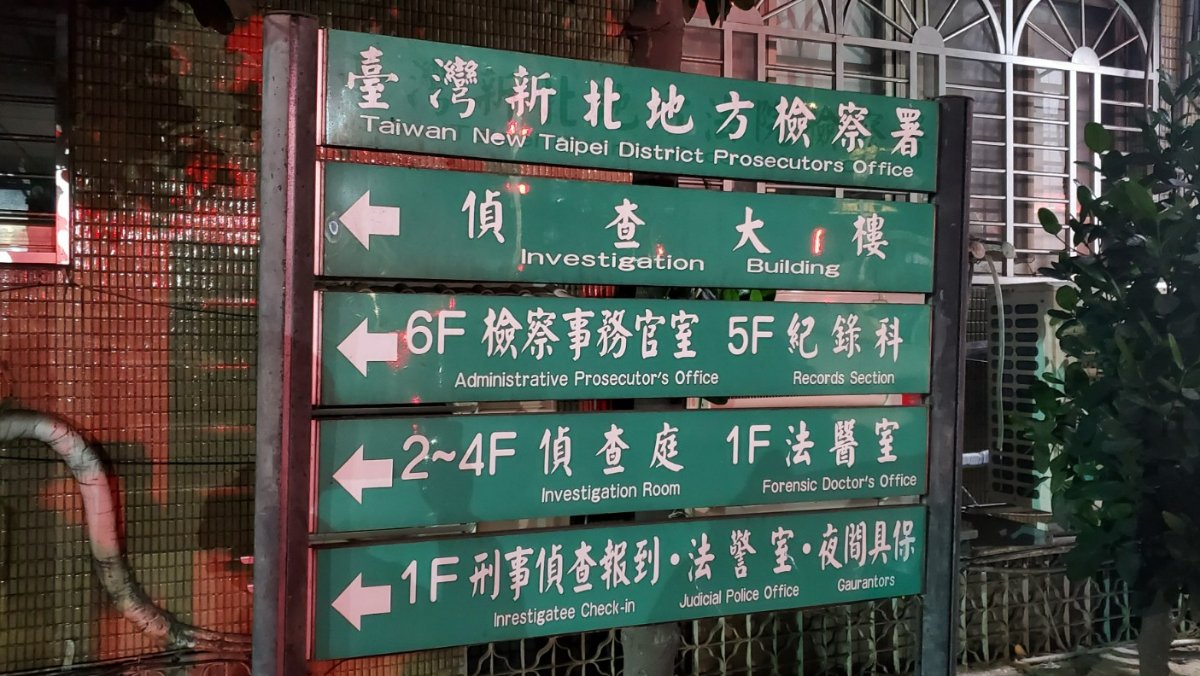 臺灣新北地方檢察署
Taiwan New Taipei District Prosecutors Office
偵查大樓
Investigation Building
6F 檢察事務官室 5F 紀錄科
Administrative Prosecutor's Office Records Section
2~4F 偵查庭 1F 法醫室
Investigation Room Forensic Doctor's Office
1F 刑事偵查報到·法警室·夜間具保
Inrestigatee Check-in Judicial Police Office Gaurantors